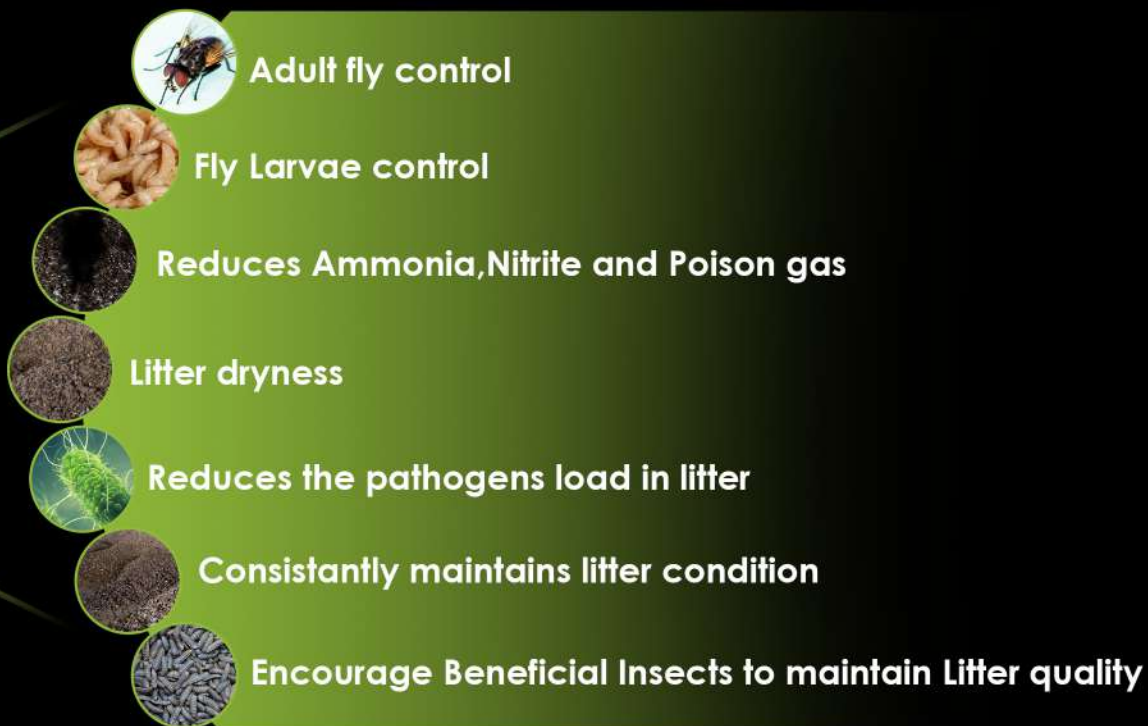 Adult fly control
Fly Larvae control
Reduces Ammonia,Nitrite and Poison gas
Litter dryness
Reduces the pathogens load in litter
Consistantly maintains litter condition
Encourage Beneficial Insects to maintain Litter quality